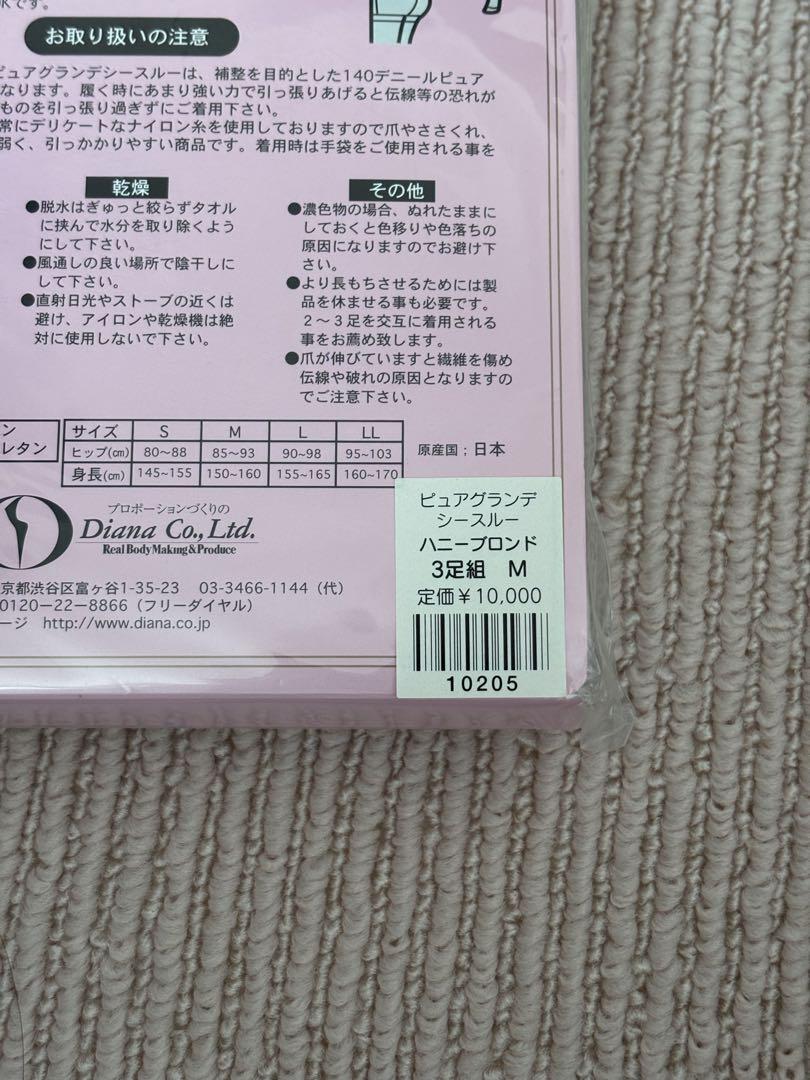 Kです。
お取り扱いの注意
ピュアグランデシースルーは、補整を目的とした140デニールピュア
なります。履く時にあまり強い力で引っ張りあげると伝線等の恐れが
ものを引っ張り過ぎずにご着用下さい。
常にデリケートなナイロン糸を使用しておりますので爪やささくれ、
弱く、引っかかりやすい商品です。着用時は手袋をご使用される事を
乾燥
●脱水はぎゅっと絞らずタオル
に挟んで水分を取り除くよう
にして下さい。
●風通しの良い場所で陰干しに
して下さい。
●直射日光やストーブの近くは
避け、アイロンや乾燥機は絶
対に使用しないで下さい。
その他
●濃色物の場合、ぬれたままに
しておくと色移りや色落ちの
原因になりますのでお避け下
さい。
●より長もちさせるためには製
品を休ませる事も必要です。
2〜3足を交互に着用される
事をお薦め致します。
●爪が伸びていますと繊維を傷め
伝線や破れの原因となりますの
でご注意下さい。
ン
レタン
サイズ S M L LL
ヒップ(cm) 80〜88 85〜93 90〜98 95〜103
身長(cm) 145〜155 150〜160 155〜165 160〜170
原産国；日本
プロポーションづくりの
Diana Co.,Ltd.
Real Body Making & Produce
京都渋谷区富ヶ谷1-35-23 03-3466-1144（代）
0120−22−8866（フリーダイヤル）
ージ http://www.diana.co.jp
ピュアグランデ
シースルー
ハニーブロンド
3足組 M
定価￥10,000
10205